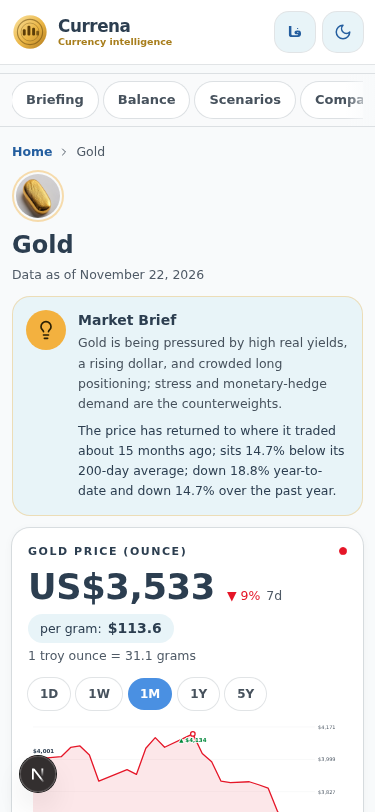 Currena
Currency intelligence
فا
Briefing
Balance
Scenarios
Compa
Home > Gold
Gold
Data as of November 22, 2026
Market Brief
Gold is being pressured by high real yields,
a rising dollar, and crowded long
positioning; stress and monetary-hedge
demand are the counterweights.
The price has returned to where it traded
about 15 months ago; sits 14.7% below its
200-day average; down 18.8% year-to-
date and down 14.7% over the past year.
GOLD PRICE (OUNCE)
US$3,533 ▼ 9% 7d
per gram: $113.6
1 troy ounce = 31.1 grams
1D
1W
1M
1Y
5Y
$4,171
▲ $4,134
$4,001
$3,999
N
$3,827